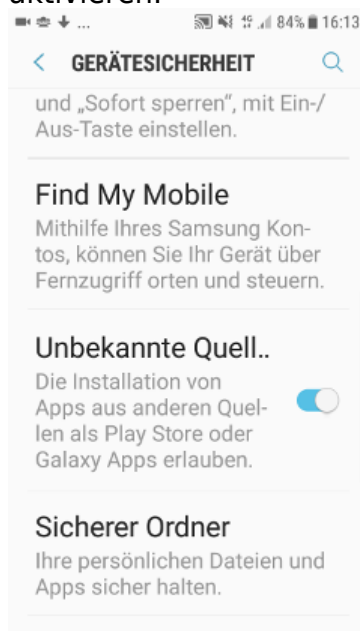 aktivieren.
... 84% 16:13
< GERÄTESICHERHEIT
und „Sofort sperren“, mit Ein-/
Aus-Taste einstellen.
Find My Mobile
Mithilfe Ihres Samsung Kon-
tos, können Sie Ihr Gerät über
Fernzugriff orten und steuern.
Unbekannte Quell..
Die Installation von
Apps aus anderen Quel-
len als Play Store oder
Galaxy Apps erlauben.
Sicherer Ordner
Ihre persönlichen Dateien und
Apps sicher halten.